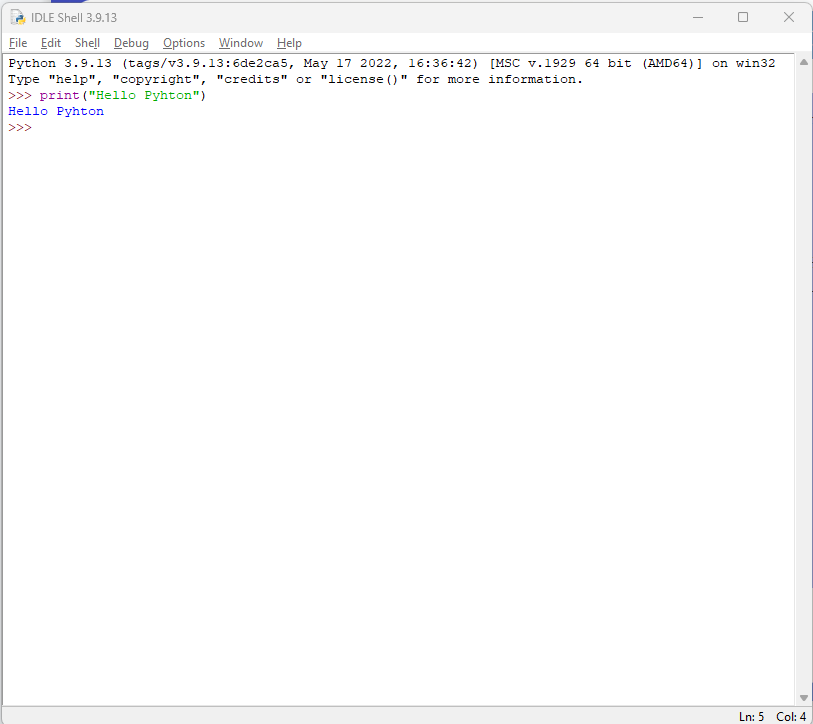 IDLE Shell 3.9.13
File Edit Shell Debug Options Window Help
Python 3.9.13 (tags/v3.9.13:6de2ca5, May 17 2022, 16:36:42) [MSC v.1929 64 bit (AMD64)] on win32
Type "help", "copyright", "credits" or "license()" for more information.
>>> print("Hello Pyhton")
Hello Pyhton
>>>
Ln: 5 Col: 4